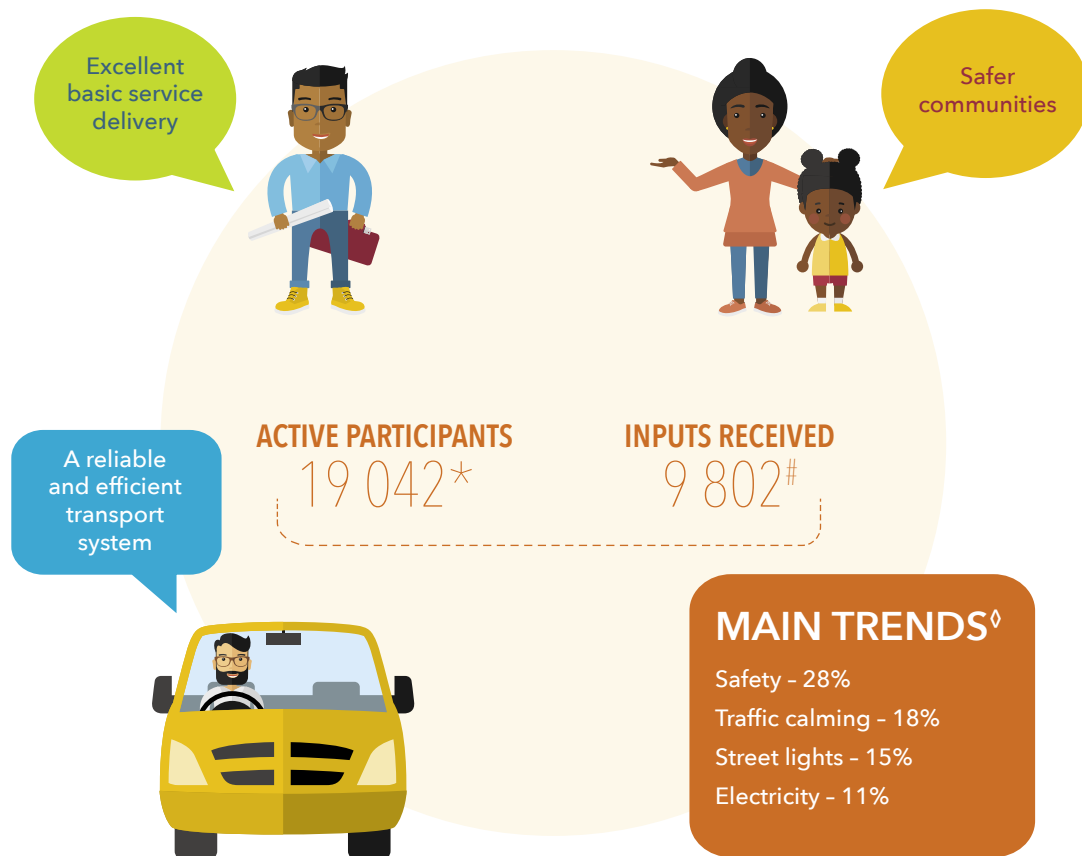 Excellent
basic service
delivery
Safer
communities
ACTIVE PARTICIPANTS
19 042*
INPUTS RECEIVED
9 802#
A reliable
and efficient
transport
system
MAIN TRENDS◊
Safety – 28%
Traffic calming – 18%
Street lights – 15%
Electricity – 11%